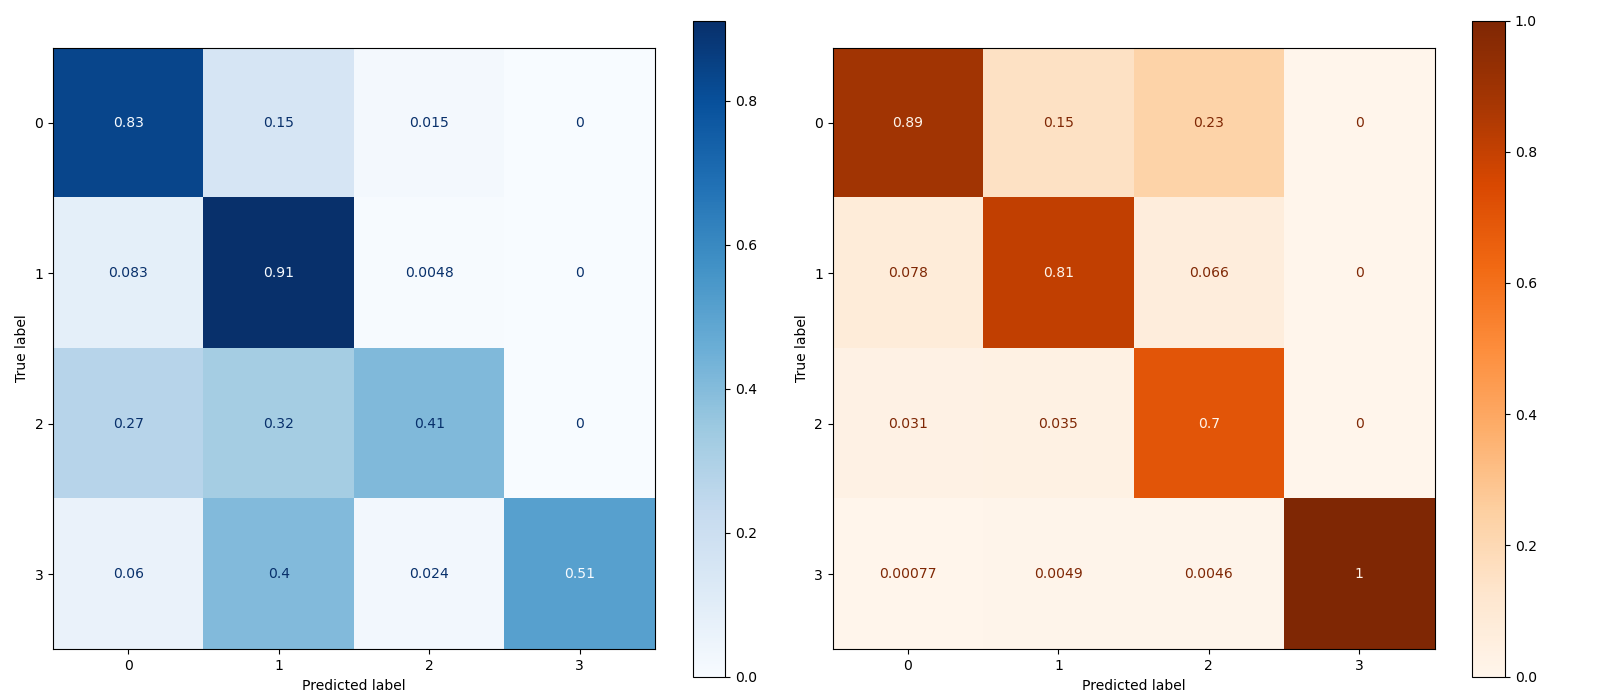 0 0.83 0.15 0.015 0
1 0.083 0.91 0.0048 0
2 0.27 0.32 0.41 0
3 0.06 0.4 0.024 0.51
0 1 2 3
True label
Predicted label
0.8
0.6
0.4
0.2
0.0
0 0.89 0.15 0.23 0
1 0.078 0.81 0.066 0
2 0.031 0.035 0.7 0
3 0.00077 0.0049 0.0046 1
0 1 2 3
True label
Predicted label
1.0
0.8
0.6
0.4
0.2
0.0